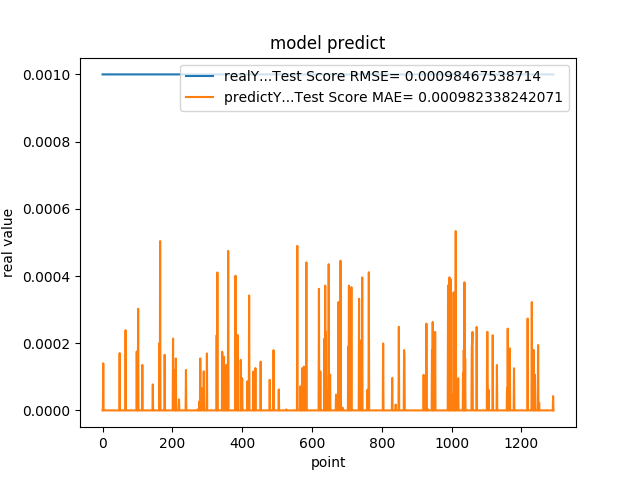 model predict
realY...Test Score RMSE= 0.00098467538714
predictY...Test Score MAE= 0.000982338242071
0.0010
0.0008
0.0006
0.0004
0.0002
0.0000
real value
0 200 400 600 800 1000 1200
point